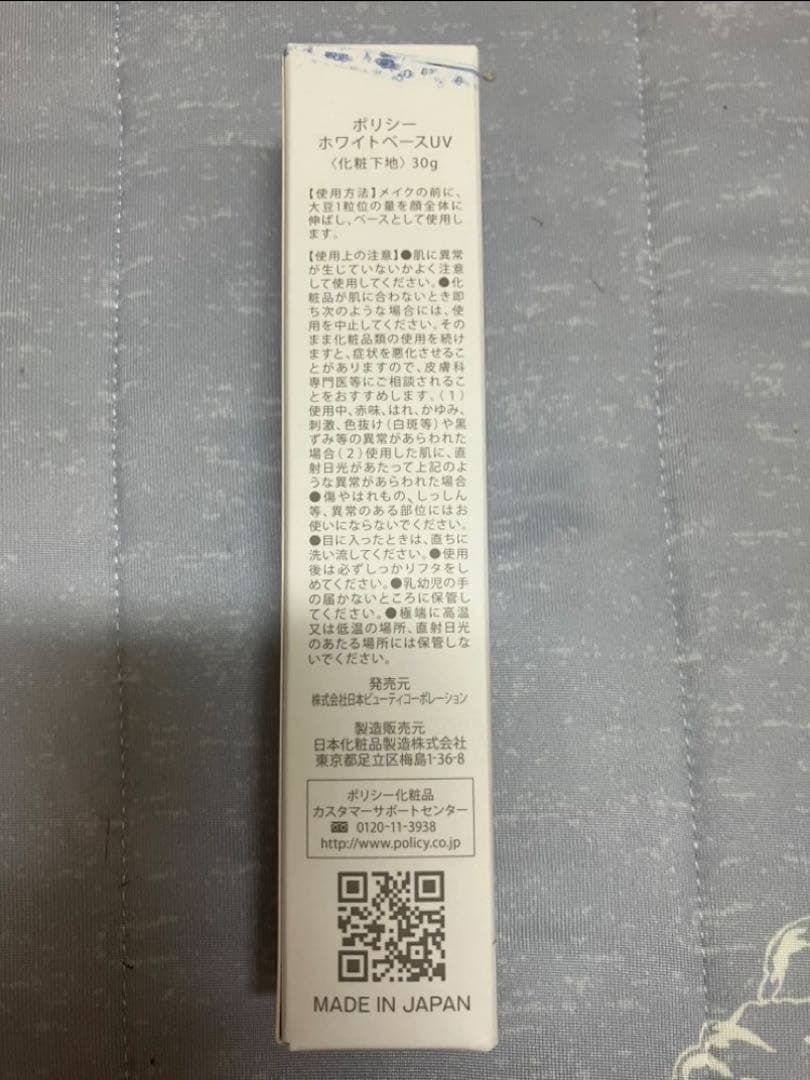 ポリシー
ホワイトベースUV
〈化粧下地〉30g
【使用方法】メイクの前に、
大豆1粒位の量を顔全体に
伸ばし、ベースとして使用し
ます。
【使用上の注意】●肌に異常
が生じていないかよく注意
して使用してください。●化
粧品が肌に合わないとき即
ち次のような場合には、使
用を中止してください。その
まま化粧品類の使用を続け
ますと、症状を悪化させるこ
とがありますので、皮膚科
専門医等にご相談されるこ
とをおすすめします。（1）
使用中、赤味、はれ、かゆみ、
刺激、色抜け（白斑等）や黒
ずみ等の異常があらわれた
場合（2）使用した肌に、直
射日光があたって上記のよ
うな異常があらわれた場合
●傷やはれもの、しっしん
等、異常のある部位にはお
使いにならないでください。
●目に入ったときは、直ちに
洗い流してください。●使用
後は必ずしっかりフタをし
めてください。●乳幼児の手
の届かないところに保管し
てください。●極端に高温
又は低温の場所、直射日光
のあたる場所には保管しな
いでください。
発売元
株式会社日本ビューティコーポレーション
製造販売元
日本化粧品製造株式会社
東京都足立区梅島1-36-8
ポリシー化粧品
カスタマーサポートセンター
0120-11-3938
http://www.policy.co.jp
MADE IN JAPAN